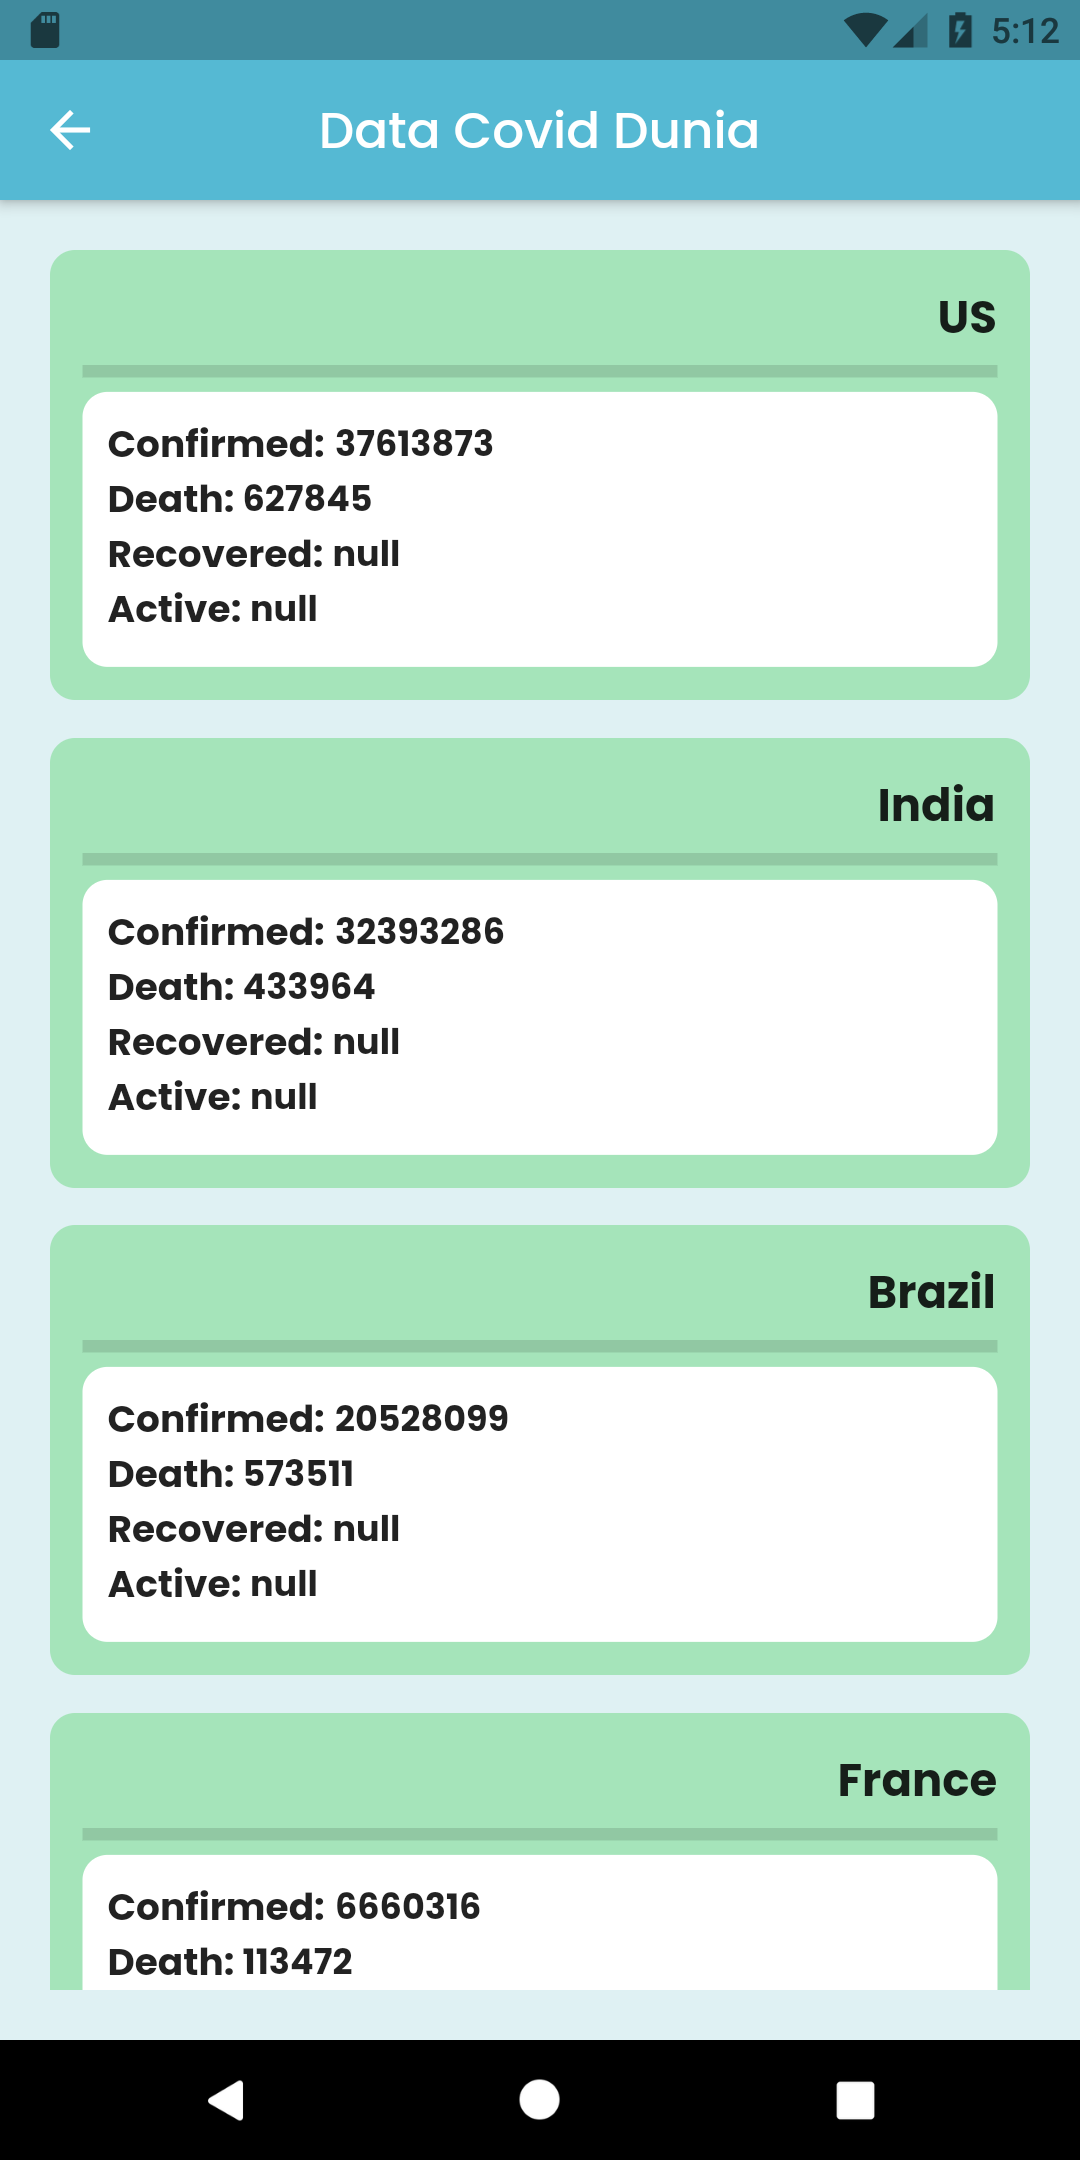 5:12
Data Covid Dunia
US
Confirmed: 37613873
Death: 627845
Recovered: null
Active: null
India
Confirmed: 32393286
Death: 433964
Recovered: null
Active: null
Brazil
Confirmed: 20528099
Death: 573511
Recovered: null
Active: null
France
Confirmed: 6660316
Death: 113472